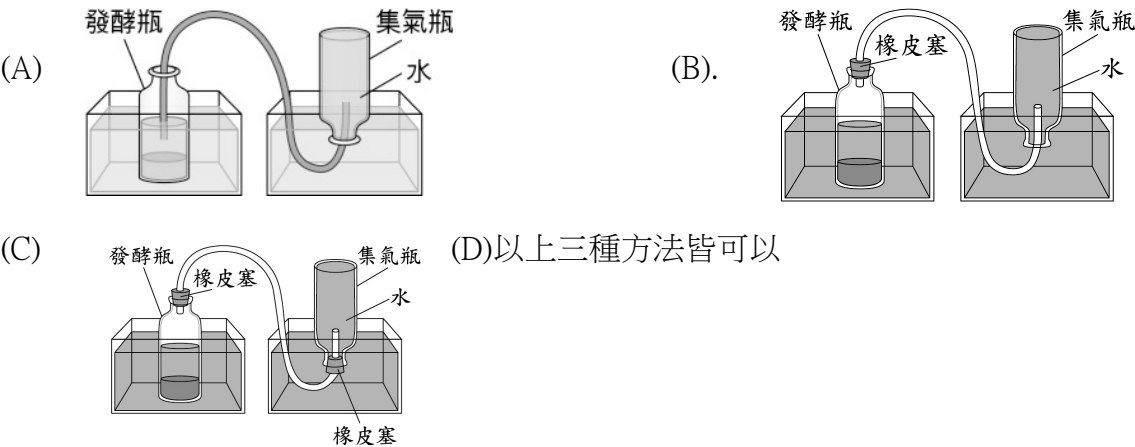 (A)
發酵瓶
集氣瓶
水
(B).
發酵瓶
橡皮塞
集氣瓶
水
(C)
發酵瓶
橡皮塞
集氣瓶
水
橡皮塞
(D)以上三種方法皆可以